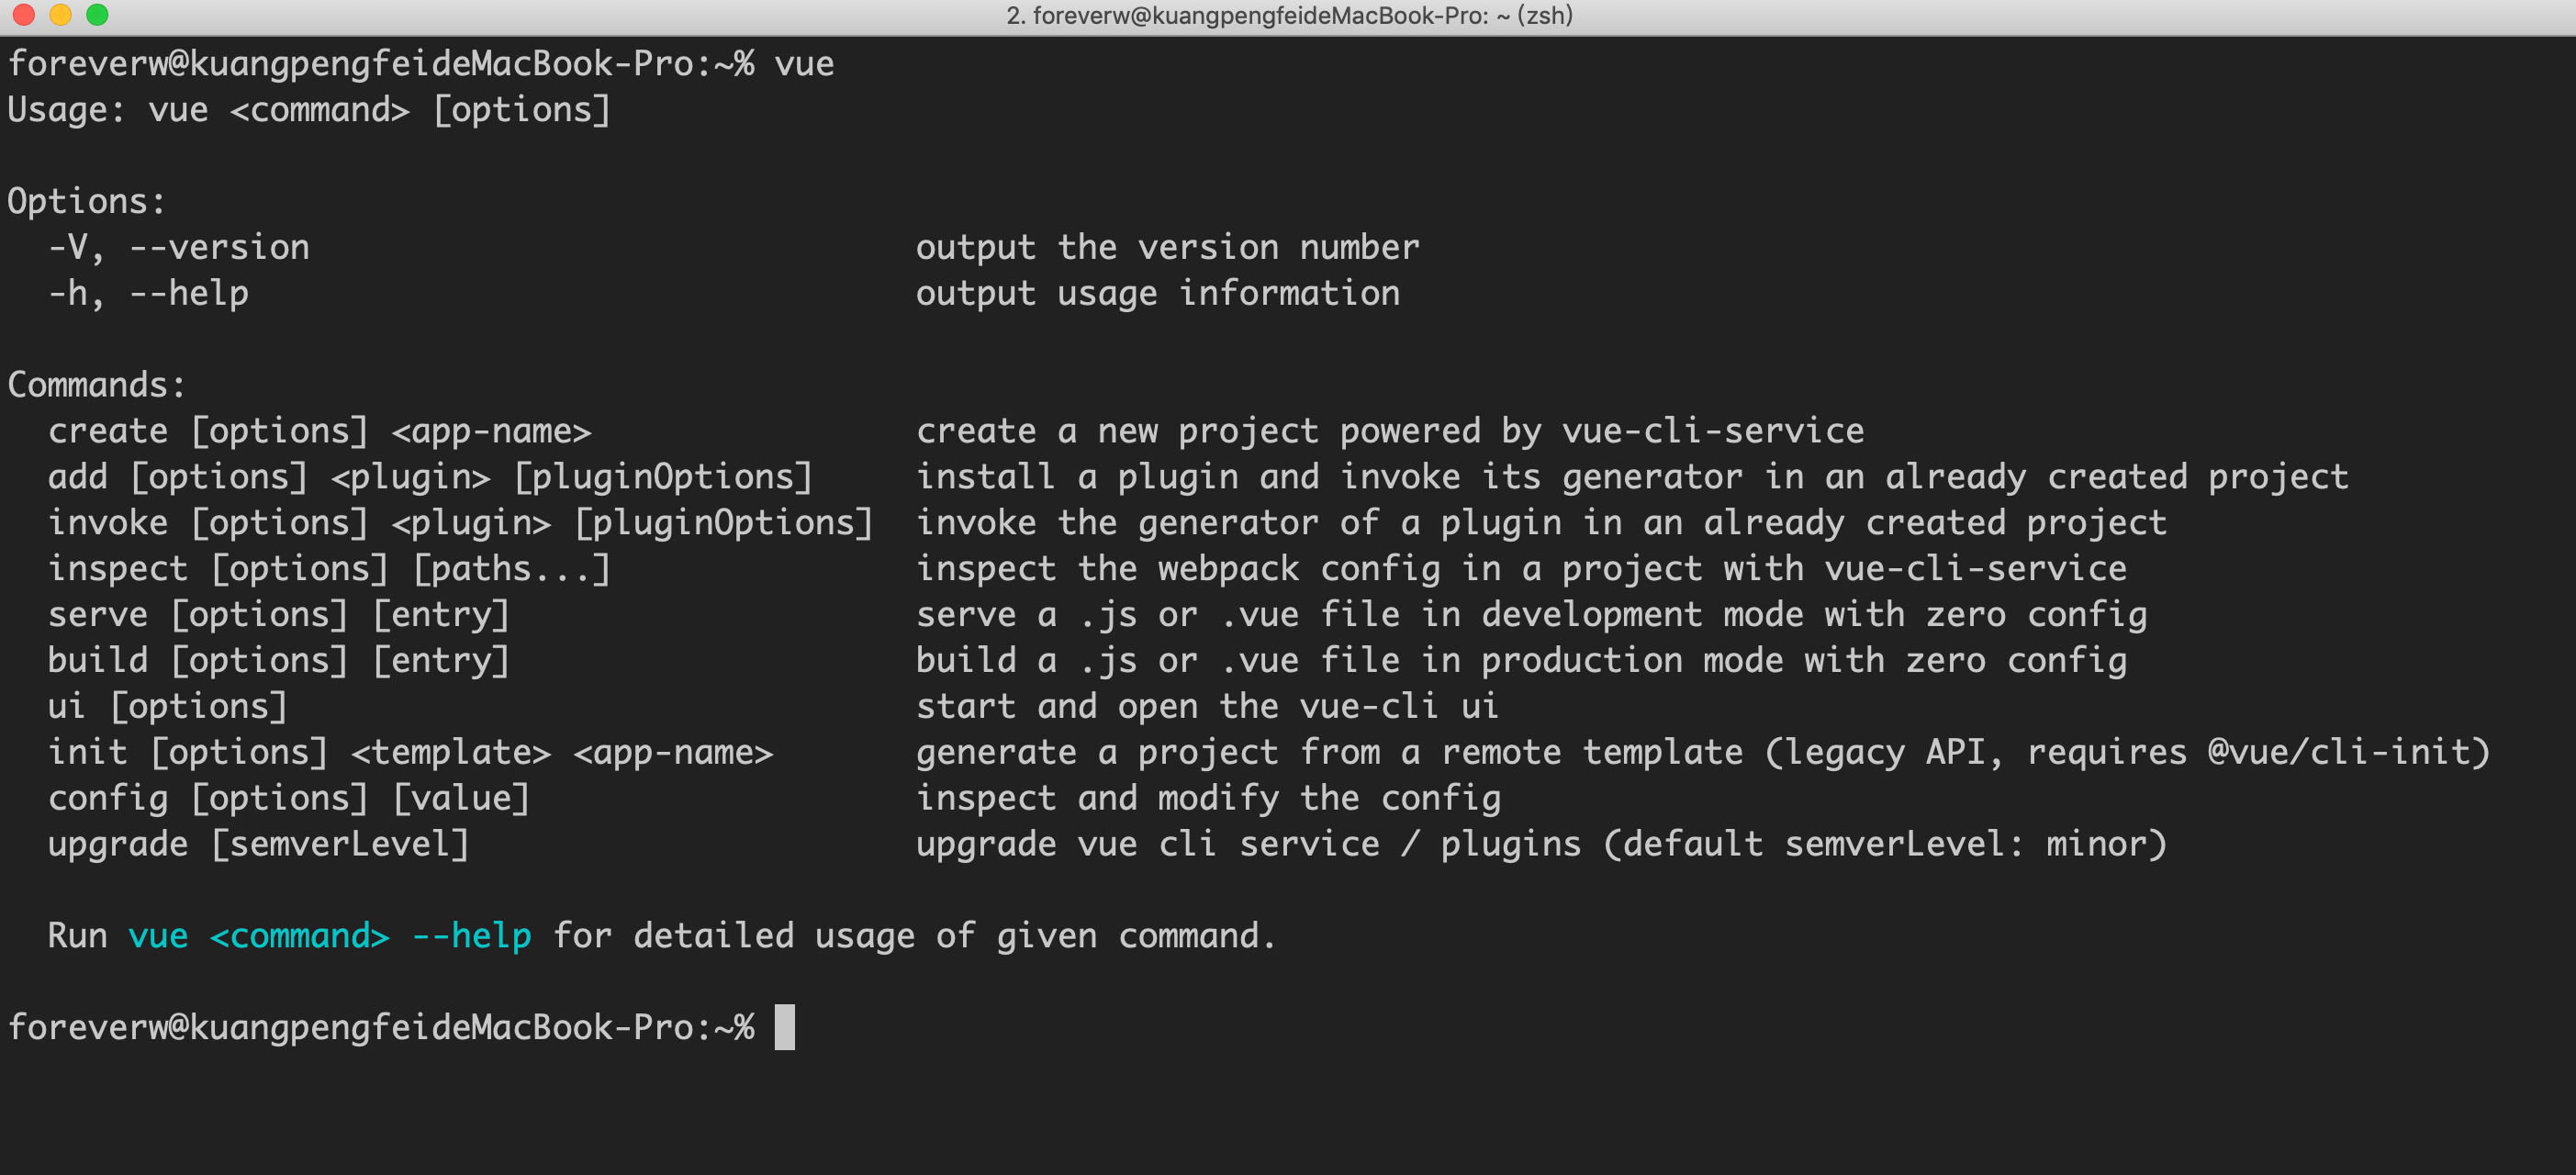 2. foreverw@kuangpengfeideMacBook-Pro: ~ (zsh)
foreverw@kuangpengfeideMacBook-Pro:~% vue
Usage: vue <command> [options]
Options:
  -V, --version                              output the version number
  -h, --help                                 output usage information
Commands:
  create [options] <app-name>                create a new project powered by vue-cli-service
  add [options] <plugin> [pluginOptions]     install a plugin and invoke its generator in an already created project
  invoke [options] <plugin> [pluginOptions]  invoke the generator of a plugin in an already created project
  inspect [options] [paths...]               inspect the webpack config in a project with vue-cli-service
  serve [options] [entry]                    serve a .js or .vue file in development mode with zero config
  build [options] [entry]                    build a .js or .vue file in production mode with zero config
  ui [options]                               start and open the vue-cli ui
  init [options] <template> <app-name>       generate a project from a remote template (legacy API, requires @vue/cli-init)
  config [options] [value]                   inspect and modify the config
  upgrade [semverLevel]                      upgrade vue cli service / plugins (default semverLevel: minor)
  Run vue <command> --help for detailed usage of given command.
foreverw@kuangpengfeideMacBook-Pro:~%